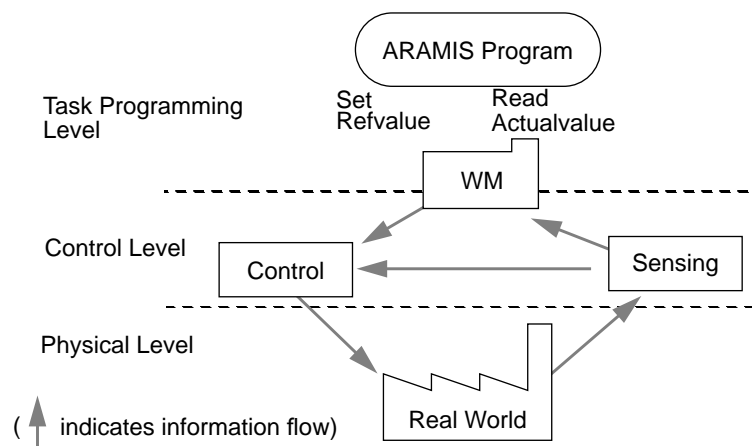 ARAMIS Program
Task Programming
Level
Set
Refvalue
Read
Actualvalue
WM
Control Level
Control
Sensing
Physical Level
Real World
( indicates information flow)